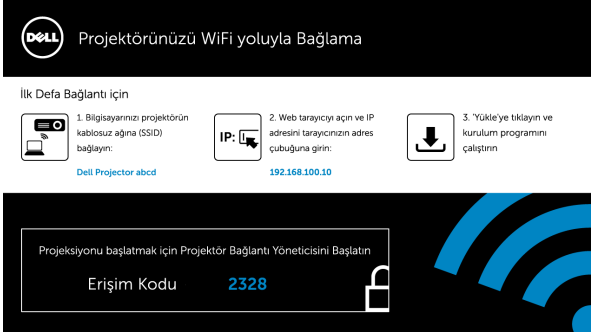 DELL
Projektörünüzü WiFi yoluyla Bağlama
İlk Defa Bağlantı için
1. Bilgisayarınızı projektörün
kablosuz ağına (SSID)
bağlayın:
Dell Projector abcd
IP:
2. Web tarayıcıyı açın ve IP
adresini tarayıcınızın adres
çubuğuna girin:
192.168.100.10
3. 'Yükle'ye tıklayın ve
kurulum programını
çalıştırın
Projeksiyonu başlatmak için Projektör Bağlantı Yöneticisini Başlatın
Erişim Kodu 2328